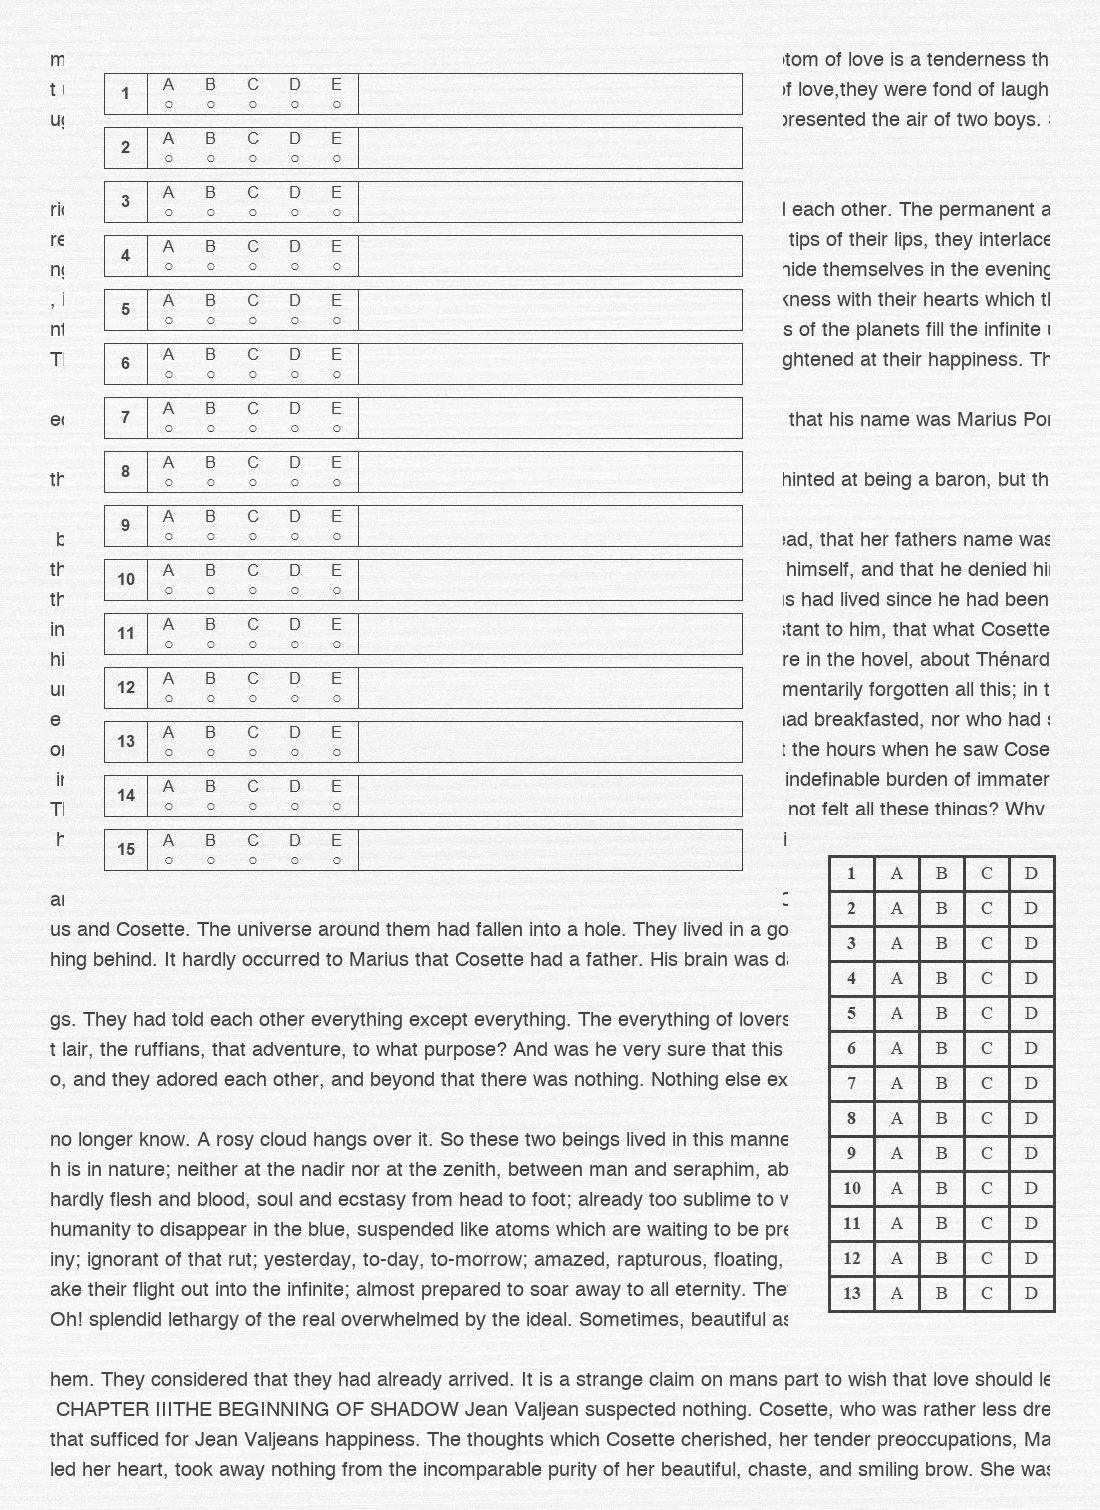 m
tom of love is a tenderness th
t
of love,they were fond of laugh
presented the air of two boys.
1 A B C D E
2 A B C D E
3 A B C D E
4 A B C D E
5 A B C D E
6 A B C D E
7 A B C D E
8 A B C D E
9 A B C D E
10 A B C D E
11 A B C D E
12 A B C D E
13 A B C D E
14 A B C D E
15 A B C D E
each other. The permanent a
re
tips of their lips, they interlace
hide themselves in the evening
, i
kness with their hearts which th
nt
s of the planets fill the infinite
ghtened at their happiness. Th
that his name was Marius Por
th
hinted at being a baron, but th
b
ead, that her fathers name was
th
himself, and that he denied hi
th
s had lived since he had been
in
stant to him, that what Cosette
hi
re in the hovel, about Thénard
mentarily forgotten all this; in t
e
had breakfasted, nor who had
t the hours when he saw Cose
indefinable burden of immater
not felt all these things? Why
h
us and Cosette. The universe around them had fallen into a hole. They lived in a go
hing behind. It hardly occurred to Marius that Cosette had a father. His brain was da
gs. They had told each other everything except everything. The everything of lovers
t lair, the ruffians, that adventure, to what purpose? And was he very sure that this
o, and they adored each other, and beyond that there was nothing. Nothing else ex
no longer know. A rosy cloud hangs over it. So these two beings lived in this manne
h is in nature; neither at the nadir nor at the zenith, between man and seraphim, ab
hardly flesh and blood, soul and ecstasy from head to foot; already too sublime to w
humanity to disappear in the blue, suspended like atoms which are waiting to be pre
iny; ignorant of that rut; yesterday, to-day, to-morrow; amazed, rapturous, floating,
ake their flight out into the infinite; almost prepared to soar away to all eternity. They
Oh! splendid lethargy of the real overwhelmed by the ideal. Sometimes, beautiful as
1 A B C D
2 A B C D
3 A B C D
4 A B C D
5 A B C D
6 A B C D
7 A B C D
8 A B C D
9 A B C D
10 A B C D
11 A B C D
12 A B C D
13 A B C D
hem. They considered that they had already arrived. It is a strange claim on mans part to wish that love should le
CHAPTER IIITHE BEGINNING OF SHADOW Jean Valjean suspected nothing. Cosette, who was rather less dre
that sufficed for Jean Valjeans happiness. The thoughts which Cosette cherished, her tender preoccupations, Ma
led her heart, took away nothing from the incomparable purity of her beautiful, chaste, and smiling brow. She was